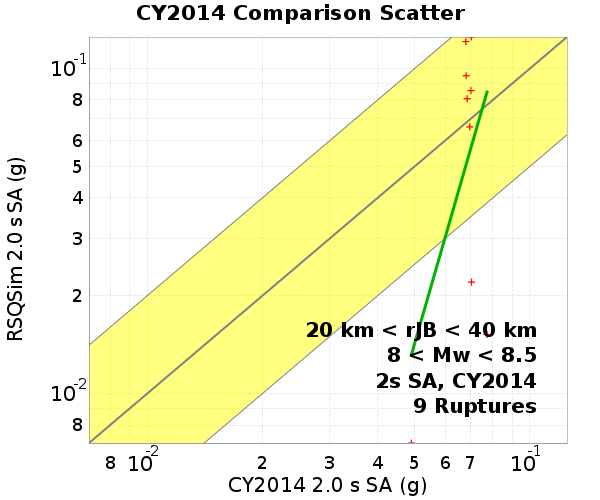 CY2014 Comparison Scatter
RSQSim 2.0 s SA (g)
10-1
8
6
5
4
3
2
10-2
8
20 km < rJB < 40 km
8 < Mw < 8.5
2s SA, CY2014
9 Ruptures
8 10-2 2 3 4 5 6 7 10-1
CY2014 2.0 s SA (g)